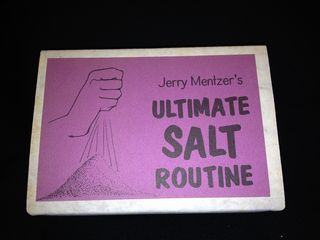 Jerry Mentzer's
ULTIMATE
SALT
ROUTINE